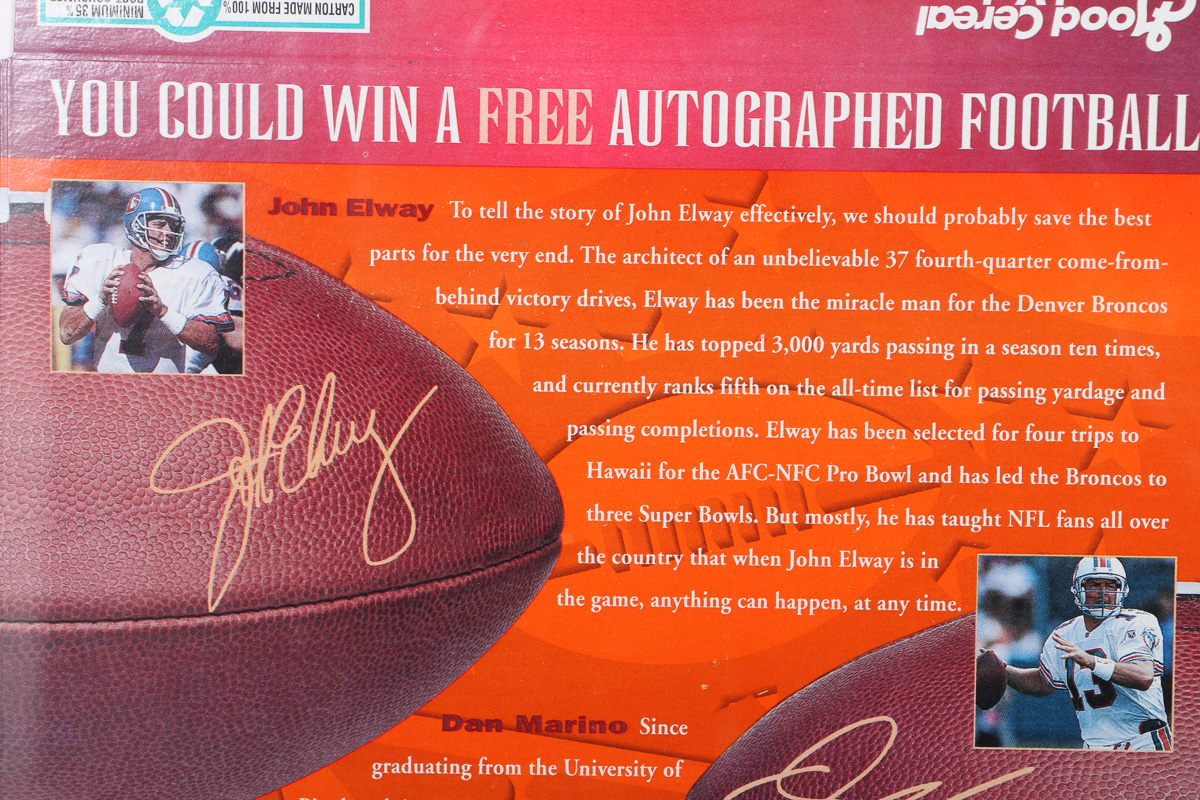 CARTON MADE FROM 100%
MINIMUM 35%
Good Cereal
YOU COULD WIN A FREE AUTOGRAPHED FOOTBALL
John Elway To tell the story of John Elway effectively, we should probably save the best
parts for the very end. The architect of an unbelievable 37 fourth-quarter come-from-
behind victory drives, Elway has been the miracle man for the Denver Broncos
for 13 seasons. He has topped 3,000 yards passing in a season ten times,
and currently ranks fifth on the all-time list for passing yardage and
passing completions. Elway has been selected for four trips to
Hawaii for the AFC-NFC Pro Bowl and has led the Broncos to
three Super Bowls. But mostly, he has taught NFL fans all over
the country that when John Elway is in
the game, anything can happen, at any time.
John Elway
13
Dan Marino Since
graduating from the University of